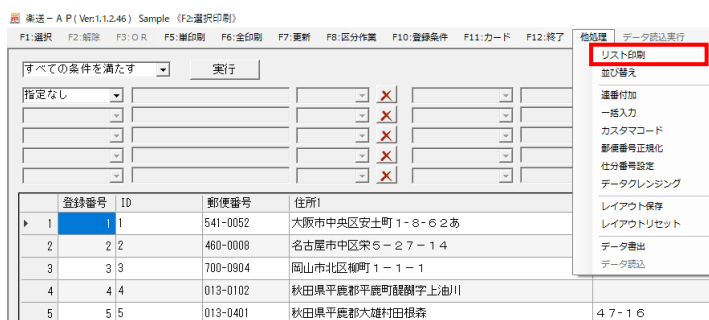 楽送－ＡＰ( Ver:1.1.2.46 ) Sample 《F2:選択印刷》
F1:選択 F2:解除 F3:ＯＲ F5:単印刷 F6:全印刷 F7:更新 F8:区分作業 F10:登録条件 F11:カード F12:終了 他処理 データ読込実行
リスト印刷
並び替え
連番付加
一括入力
カスタマコード
郵便番号正規化
仕分番号設定
データクレンジング
レイアウト保存
レイアウトリセット
データ書出
データ読込
すべての条件を満たす 実行
指定なし
登録番号 ID 郵便番号 住所1
1 1 1 541-0052 大阪市中央区安土町１-８-６２あ
2 2 2 460-0008 名古屋市中区栄５－２７－１４
3 3 3 700-0904 岡山市北区柳町１－１－１
4 4 4 013-0102 秋田県平鹿郡平鹿町醍醐字上油川
5 5 5 013-0401 秋田県平鹿郡大雄村田根森 ４７-１６